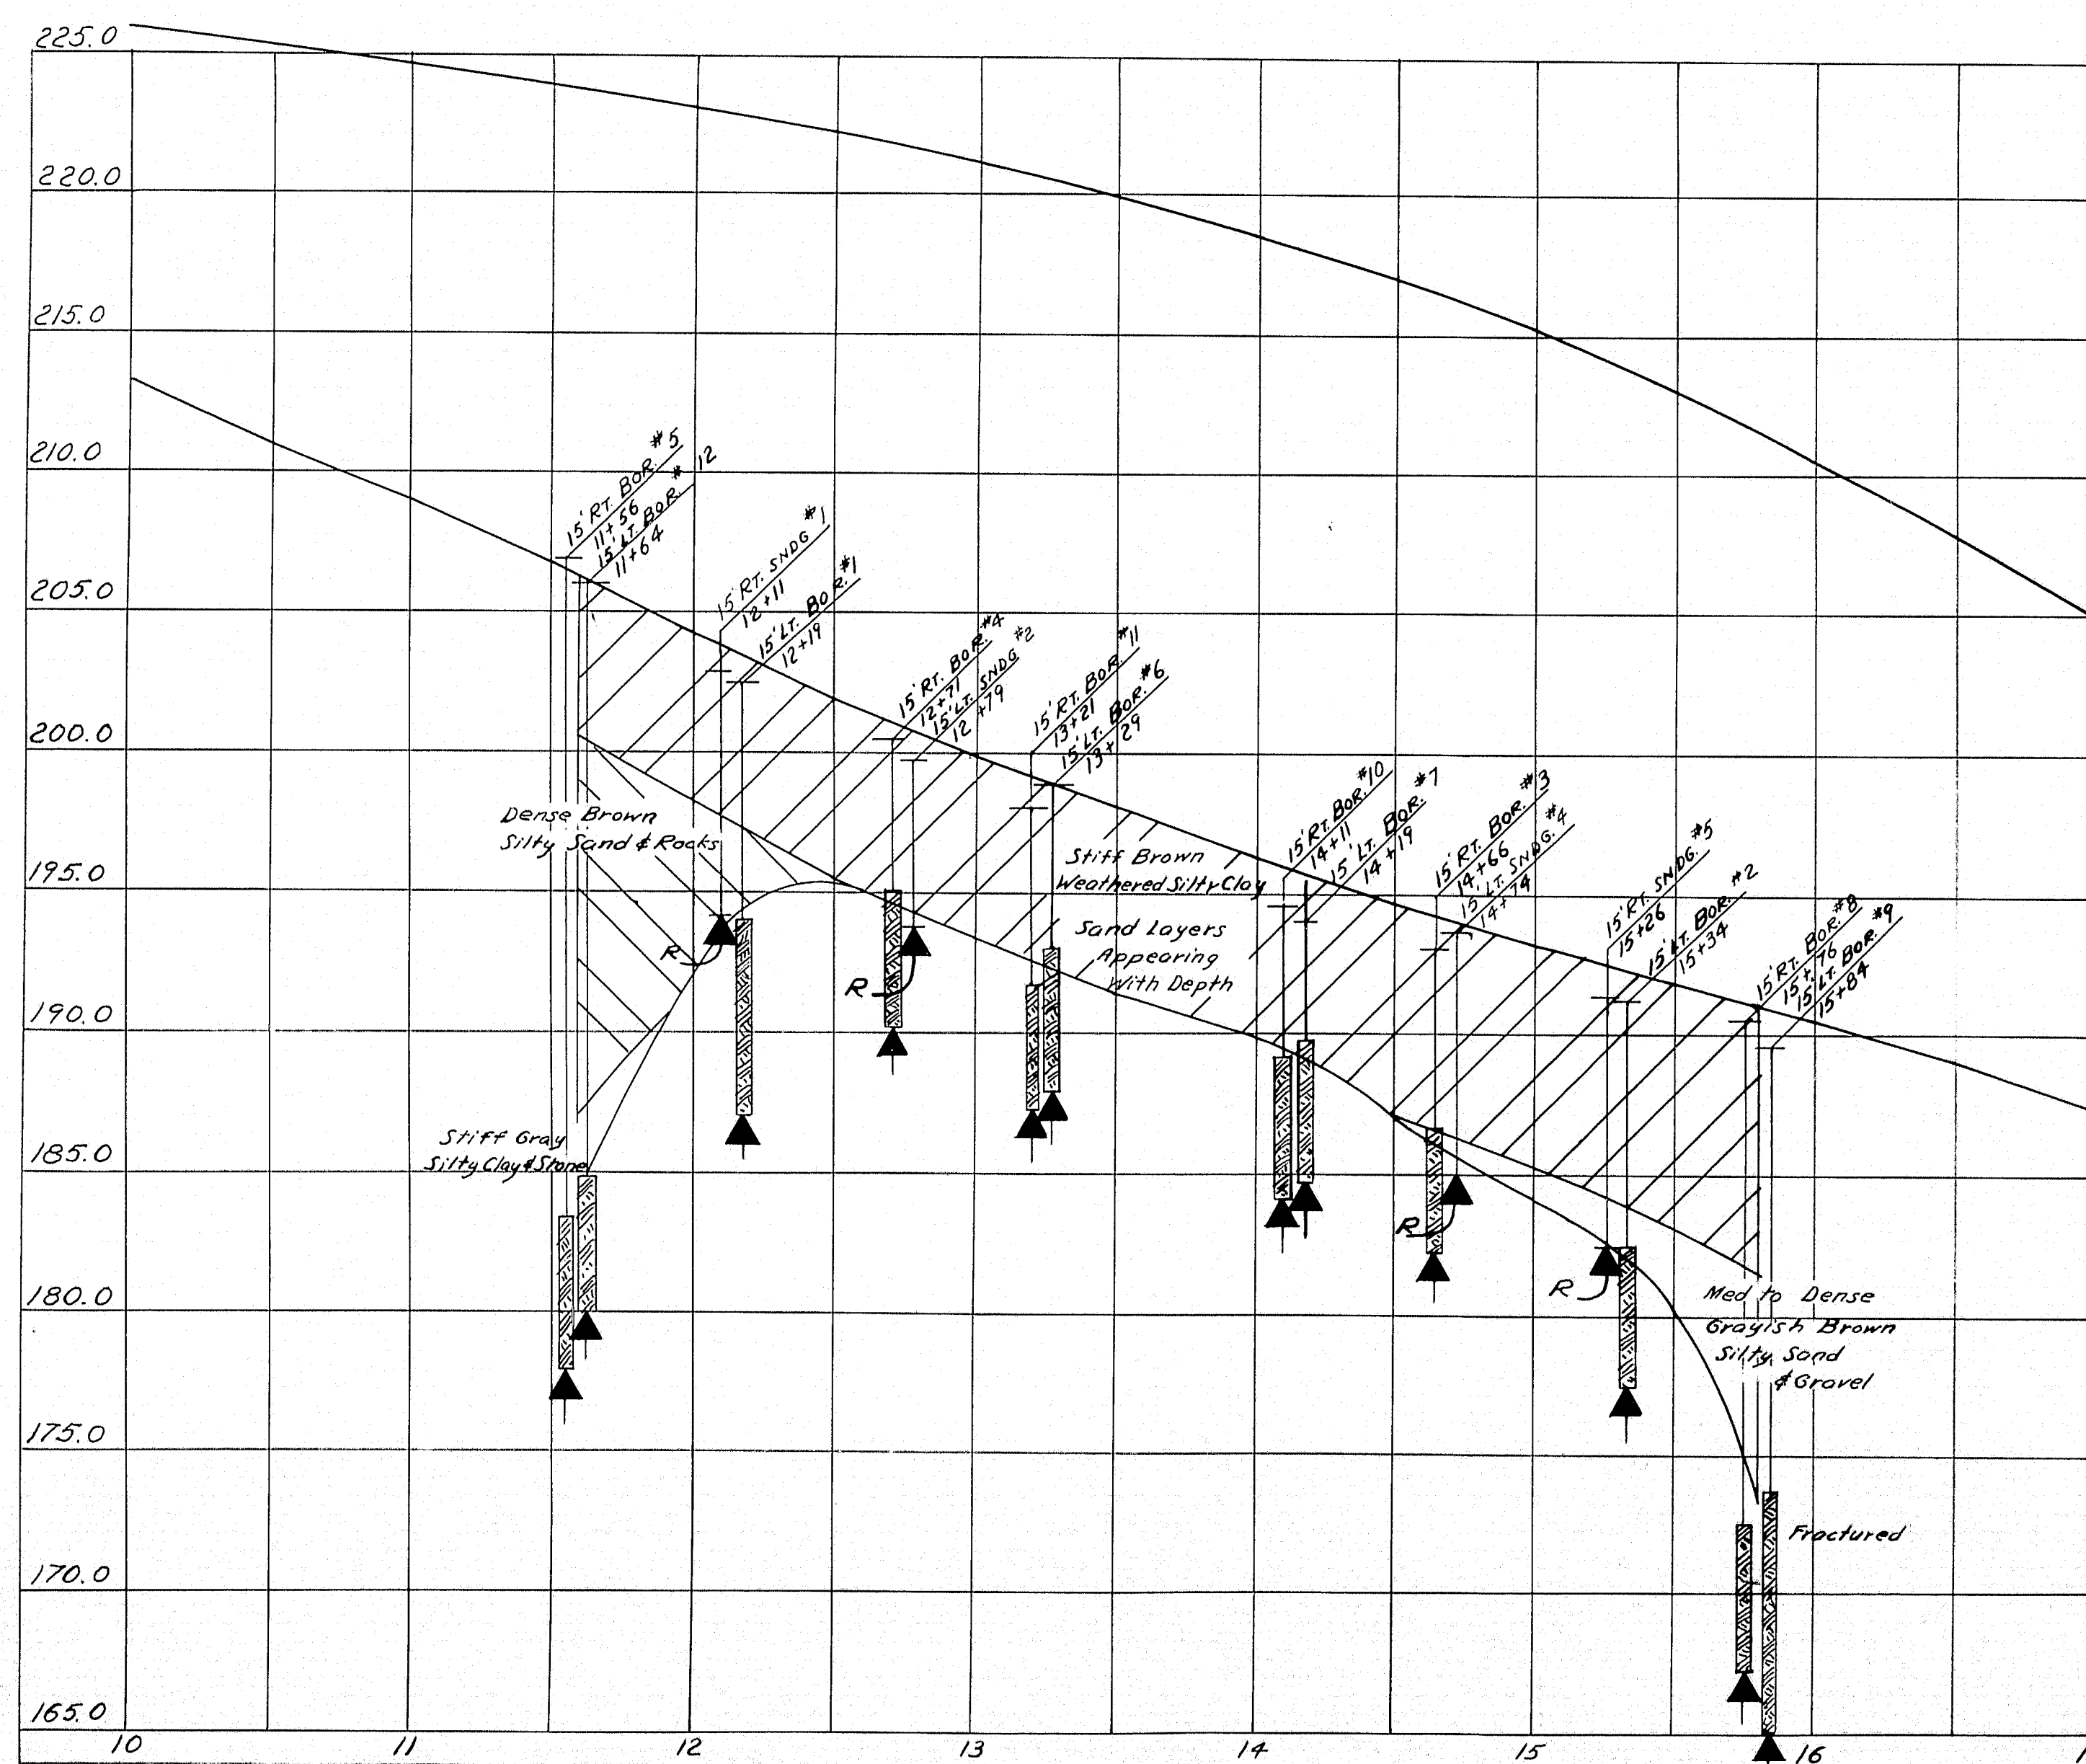 225.0
220.0
215.0
210.0
205.0
200.0
195.0
190.0
185.0
180.0
175.0
170.0
165.0
15' RT. BOR. #5
11+56
15' LT. BOR. # 12
11+64
15' RT. SNDG #1
12+11
15' LT. BOR. #1
12+19
15' RT. BOR. #4
12+71
15' LT. SNDG #2
12+79
15' RT. BOR. #11
13+21
15' LT. BOR. #6
13+29
15' RT. BOR. #10
14+11
15' LT. BOR. #7
14+19
15' RT. BOR. #3
14+66
15' LT. SNDG. #4
14+74
15' RT. SNDG. #5
15+26
15' LT. BOR. #2
15+34
15' RT. BOR. #8
15+76
15' LT. BOR. #9
15+84
Dense Brown
Silty Sand & Rocks
Stiff Brown
Weathered Silty Clay
Sand Layers
Appearing
With Depth
R
R
Stiff Gray
Silty Clay & Stone
R
R
Med to Dense
Grayish Brown
Silty Sand
& Gravel
Fractured
10
11
12
13
14
15
16